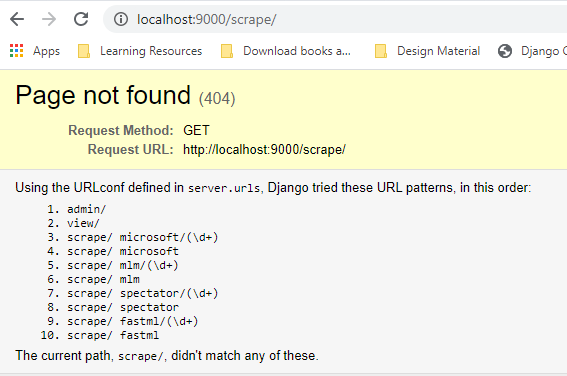 localhost:9000/scrape/
Apps Learning Resources Download books a... Design Material Django
Page not found (404)
Request Method: GET
Request URL: http://localhost:9000/scrape/
Using the URLconf defined in server.urls, Django tried these URL patterns, in this order:
1. admin/
2. view/
3. scrape/ microsoft/(\d+)
4. scrape/ microsoft
5. scrape/ mlm/(\d+)
6. scrape/ mlm
7. scrape/ spectator/(\d+)
8. scrape/ spectator
9. scrape/ fastml/(\d+)
10. scrape/ fastml
The current path, scrape/, didn't match any of these.